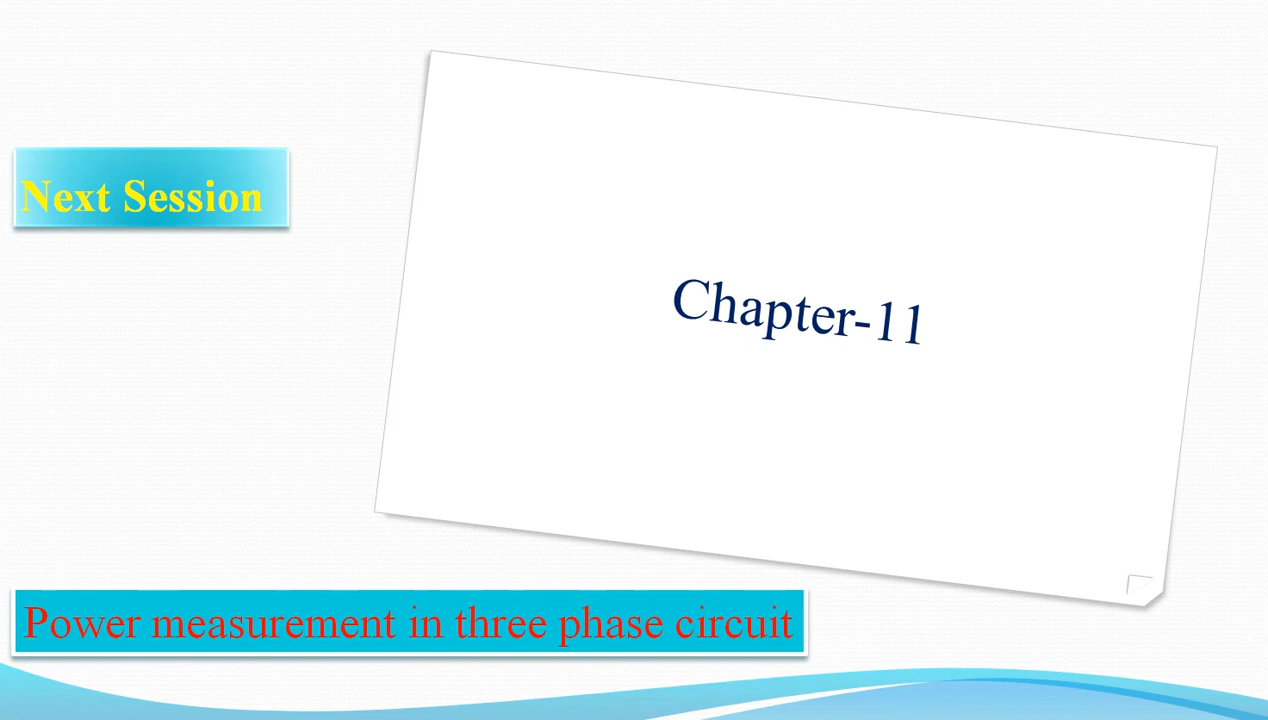 Next Session
Chapter-11
Power measurement in three phase circuit